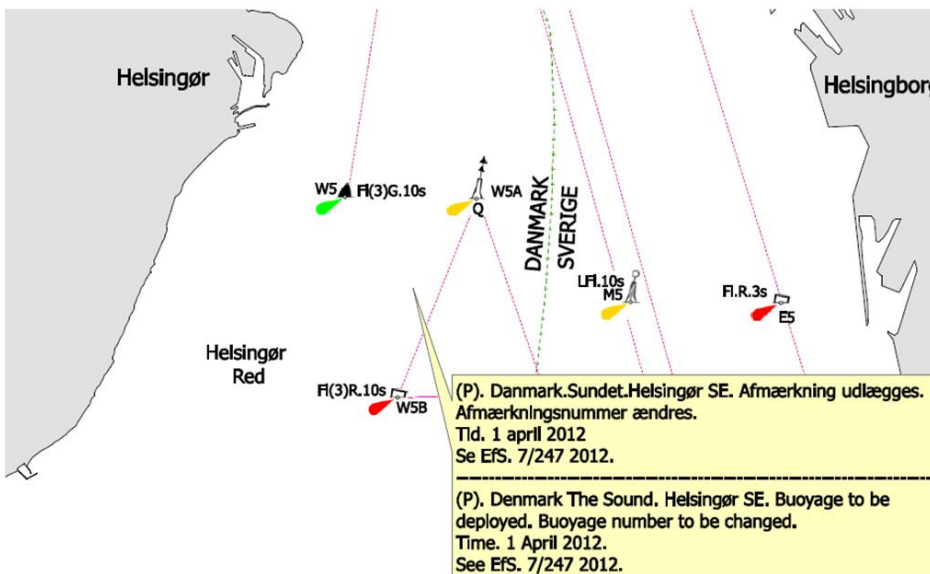 Helsingør
Helsingborg
W5
Fl(3)G.10s
W5A
Q
DANMARK
SVERIGE
LFl.10s
M5
Fl.R.3s
E5
Helsingør
Red
Fl(3)R.10s
W5B
(P). Danmark.Sundet.Helsingør SE. Afmærkning udlægges.
Afmærkningsnummer ændres.
Tid. 1 april 2012
Se EfS. 7/247 2012.
(P). Denmark The Sound. Helsingør SE. Buoyage to be
deployed. Buoyage number to be changed.
Time. 1 April 2012.
See EfS. 7/247 2012.